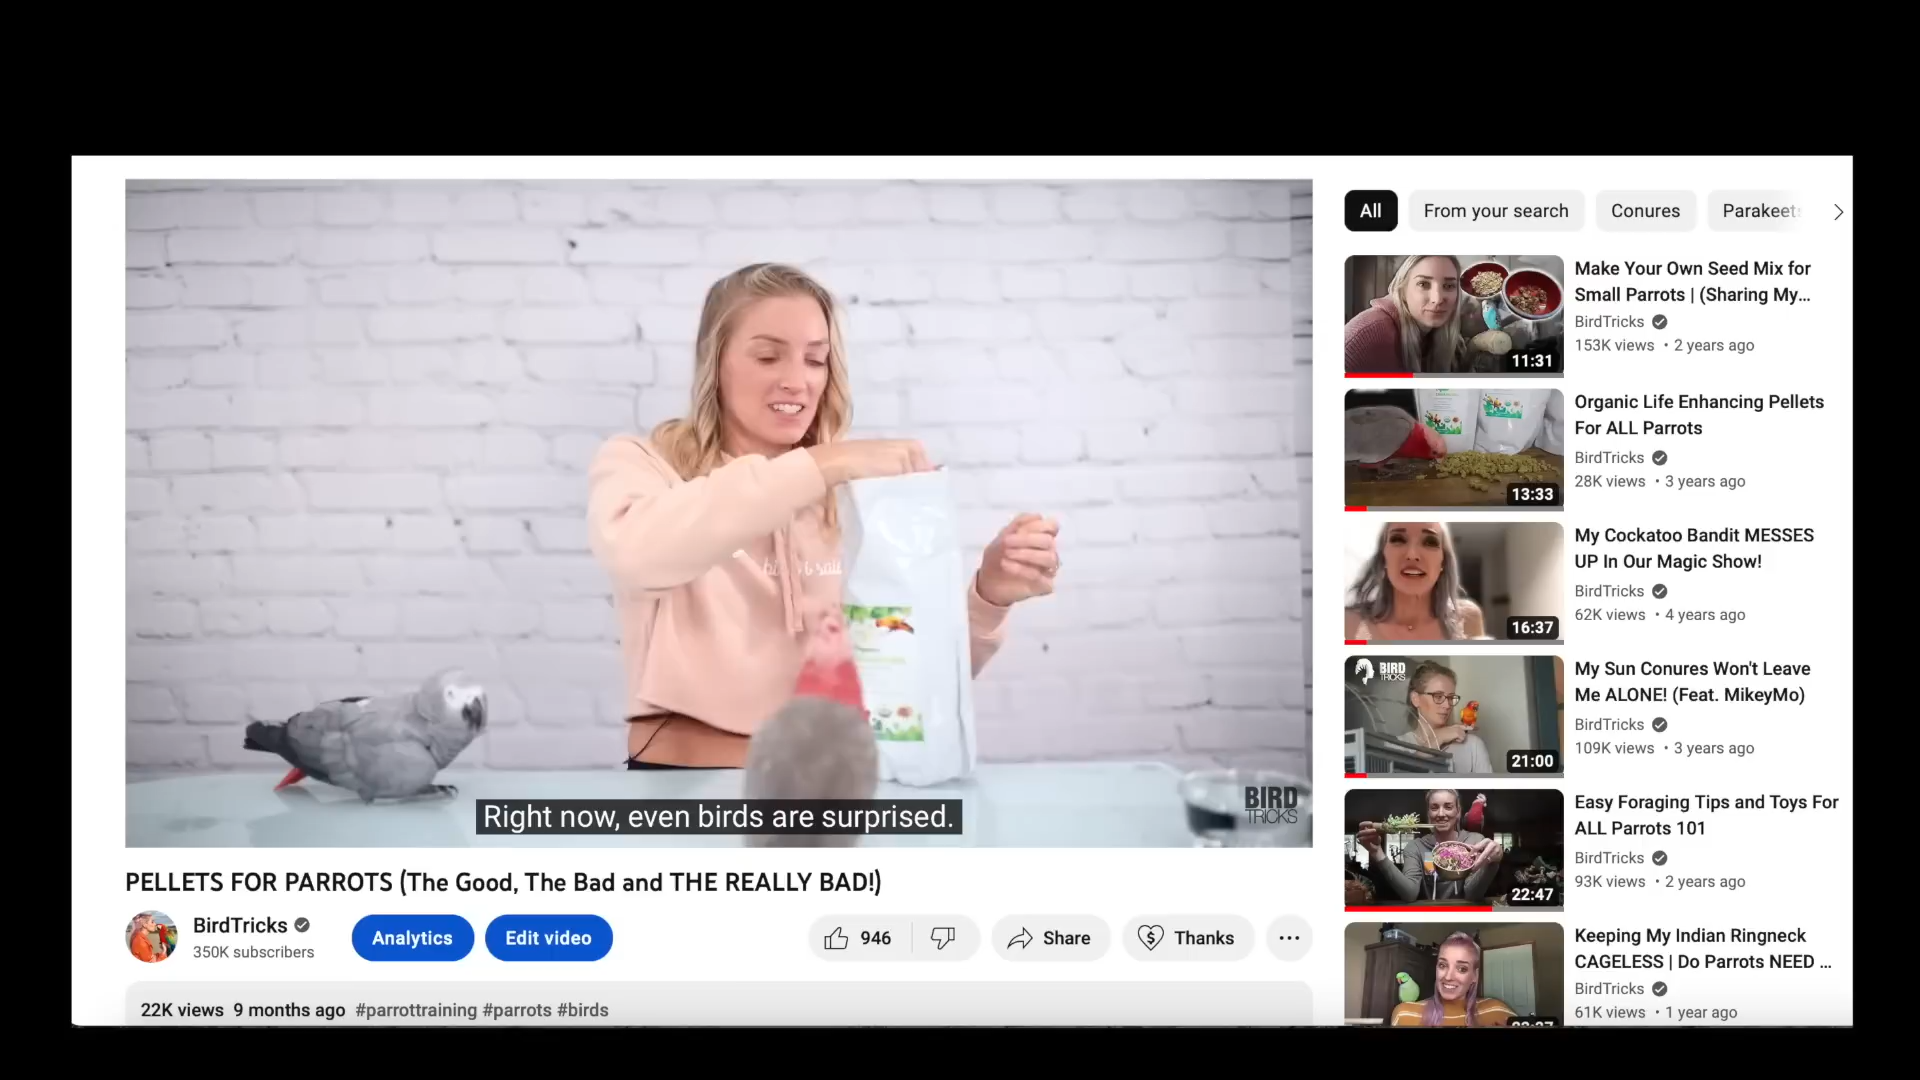 All
From your search
Conures
Parakeets
Right now, even birds are surprised.
BIRD
TRICKS
PELLETS FOR PARROTS (The Good, The Bad and THE REALLY BAD!)
BirdTricks
350K subscribers
Analytics
Edit video
946
Share
Thanks
22K views 9 months ago #parrottraining #parrots #birds
11:31
Make Your Own Seed Mix for
Small Parrots | (Sharing My...
BirdTricks
153K views • 2 years ago
13:33
Organic Life Enhancing Pellets
For ALL Parrots
BirdTricks
28K views • 3 years ago
16:37
My Cockatoo Bandit MESSES
UP In Our Magic Show!
BirdTricks
62K views • 4 years ago
BIRD
TRICKS
21:00
My Sun Conures Won't Leave
Me ALONE! (Feat. MikeyMo)
BirdTricks
109K views • 3 years ago
22:47
Easy Foraging Tips and Toys For
ALL Parrots 101
BirdTricks
93K views • 2 years ago
Keeping My Indian Ringneck
CAGELESS | Do Parrots NEED ...
BirdTricks
61K views • 1 year ago